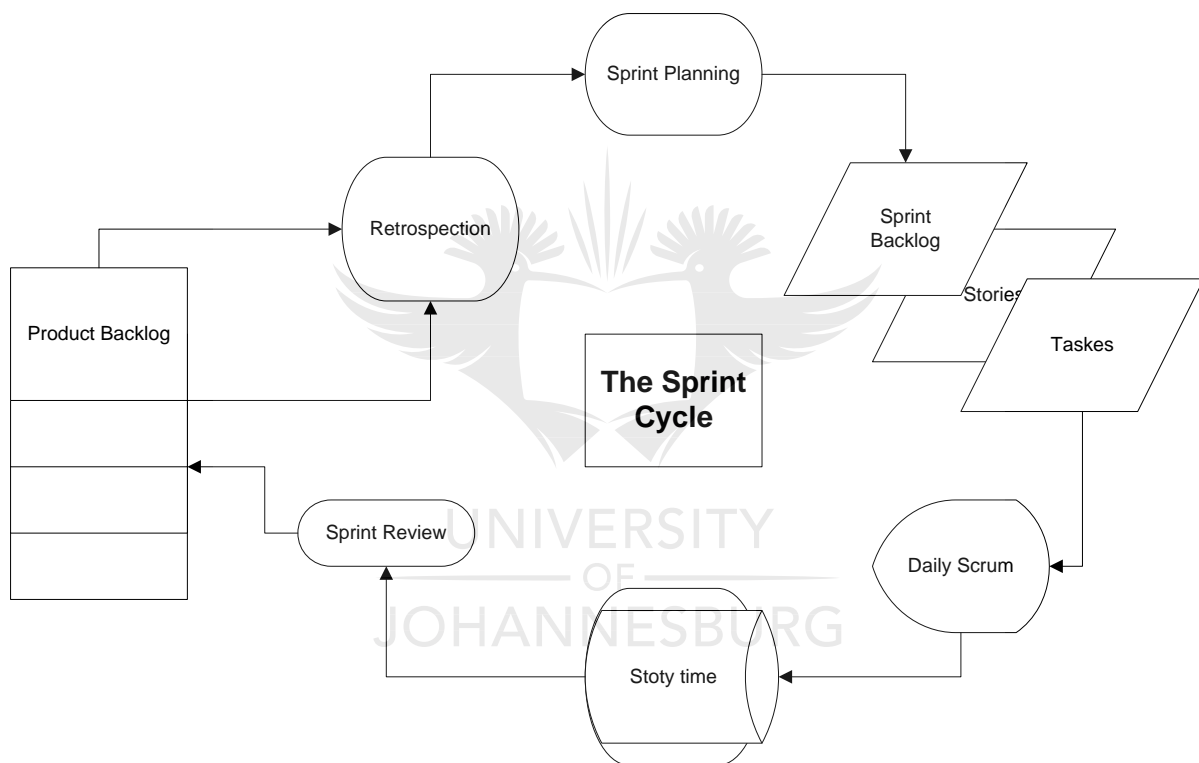 Sprint Planning
Retrospection
Sprint
Backlog
Stories
Product Backlog
Taskes
The Sprint
Cycle
Sprint Review
UNIVERSITY
OF
JOHANNESBURG
Daily Scrum
Stoty time